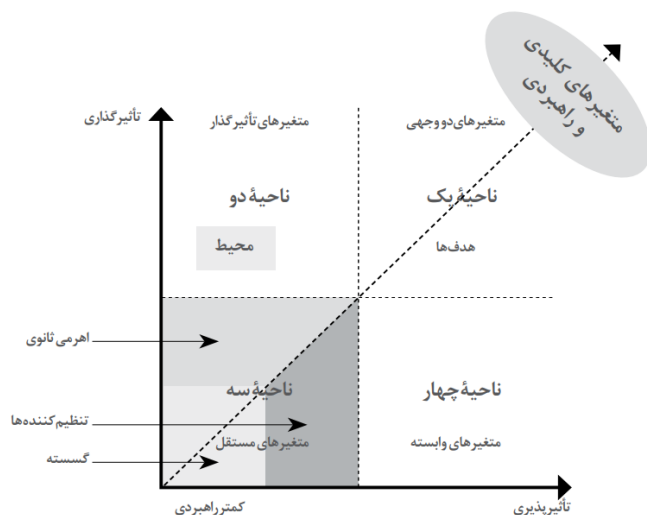 متغیرهای کلیدی
و راهبردی
تأثیرگذاری
متغیرهای دووجهی
متغیرهای تأثیرگذار
ناحیهٔ یک
ناحیهٔ دو
هدف‌ها
محیط
اهرمی ثانوی
ناحیهٔ چهار
ناحیهٔ سه
تنظیم‌کننده‌ها
متغیرهای وابسته
متغیرهای مستقل
گسسته
تأثیرپذیری
کمتر راهبردی